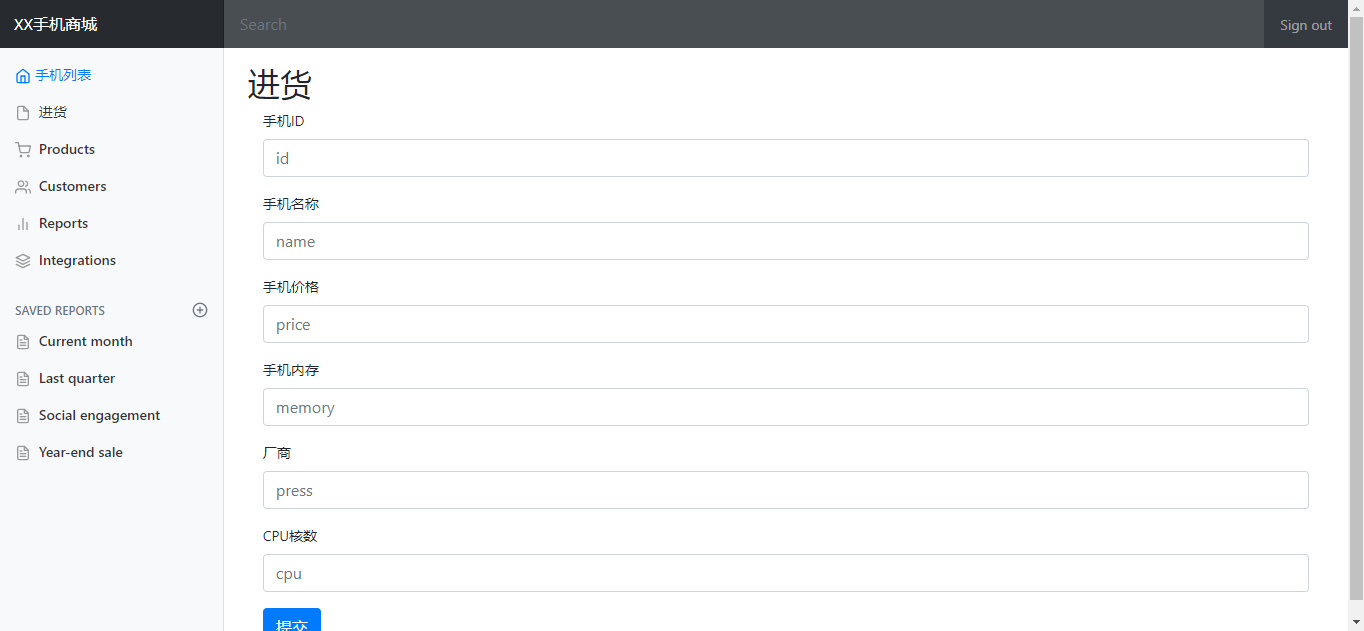 XX手机商城
Search
Sign out
手机列表
进货
Products
Customers
Reports
Integrations
SAVED REPORTS
Current month
Last quarter
Social engagement
Year-end sale
进货
手机ID
id
手机名称
name
手机价格
price
手机内存
memory
厂商
press
CPU核数
cpu
提交